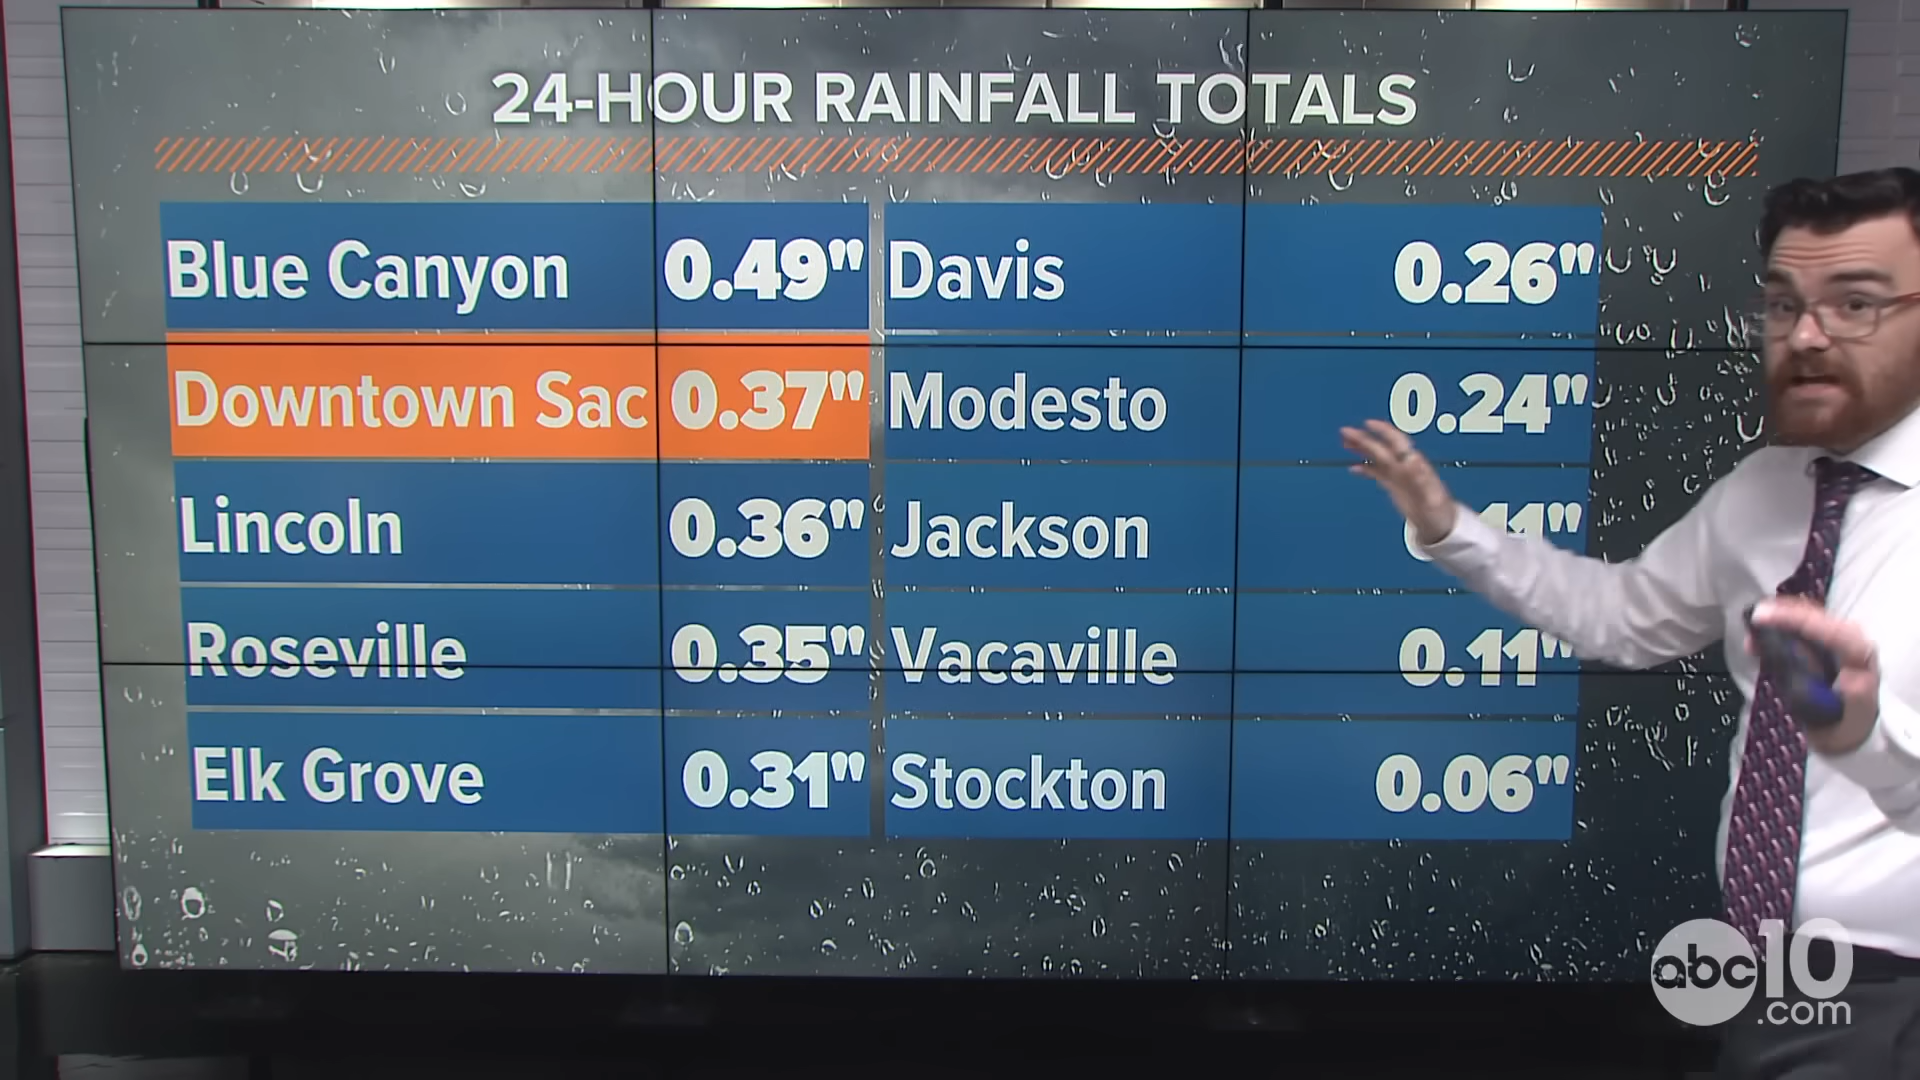 24-HOUR RAINFALL TOTALS
Blue Canyon 0.49"
Downtown Sac 0.37"
Lincoln 0.36"
Roseville 0.35"
Elk Grove 0.31"
Davis 0.26"
Modesto 0.24"
Jackson
Vacaville 0.11"
Stockton 0.06"
abc10
.com